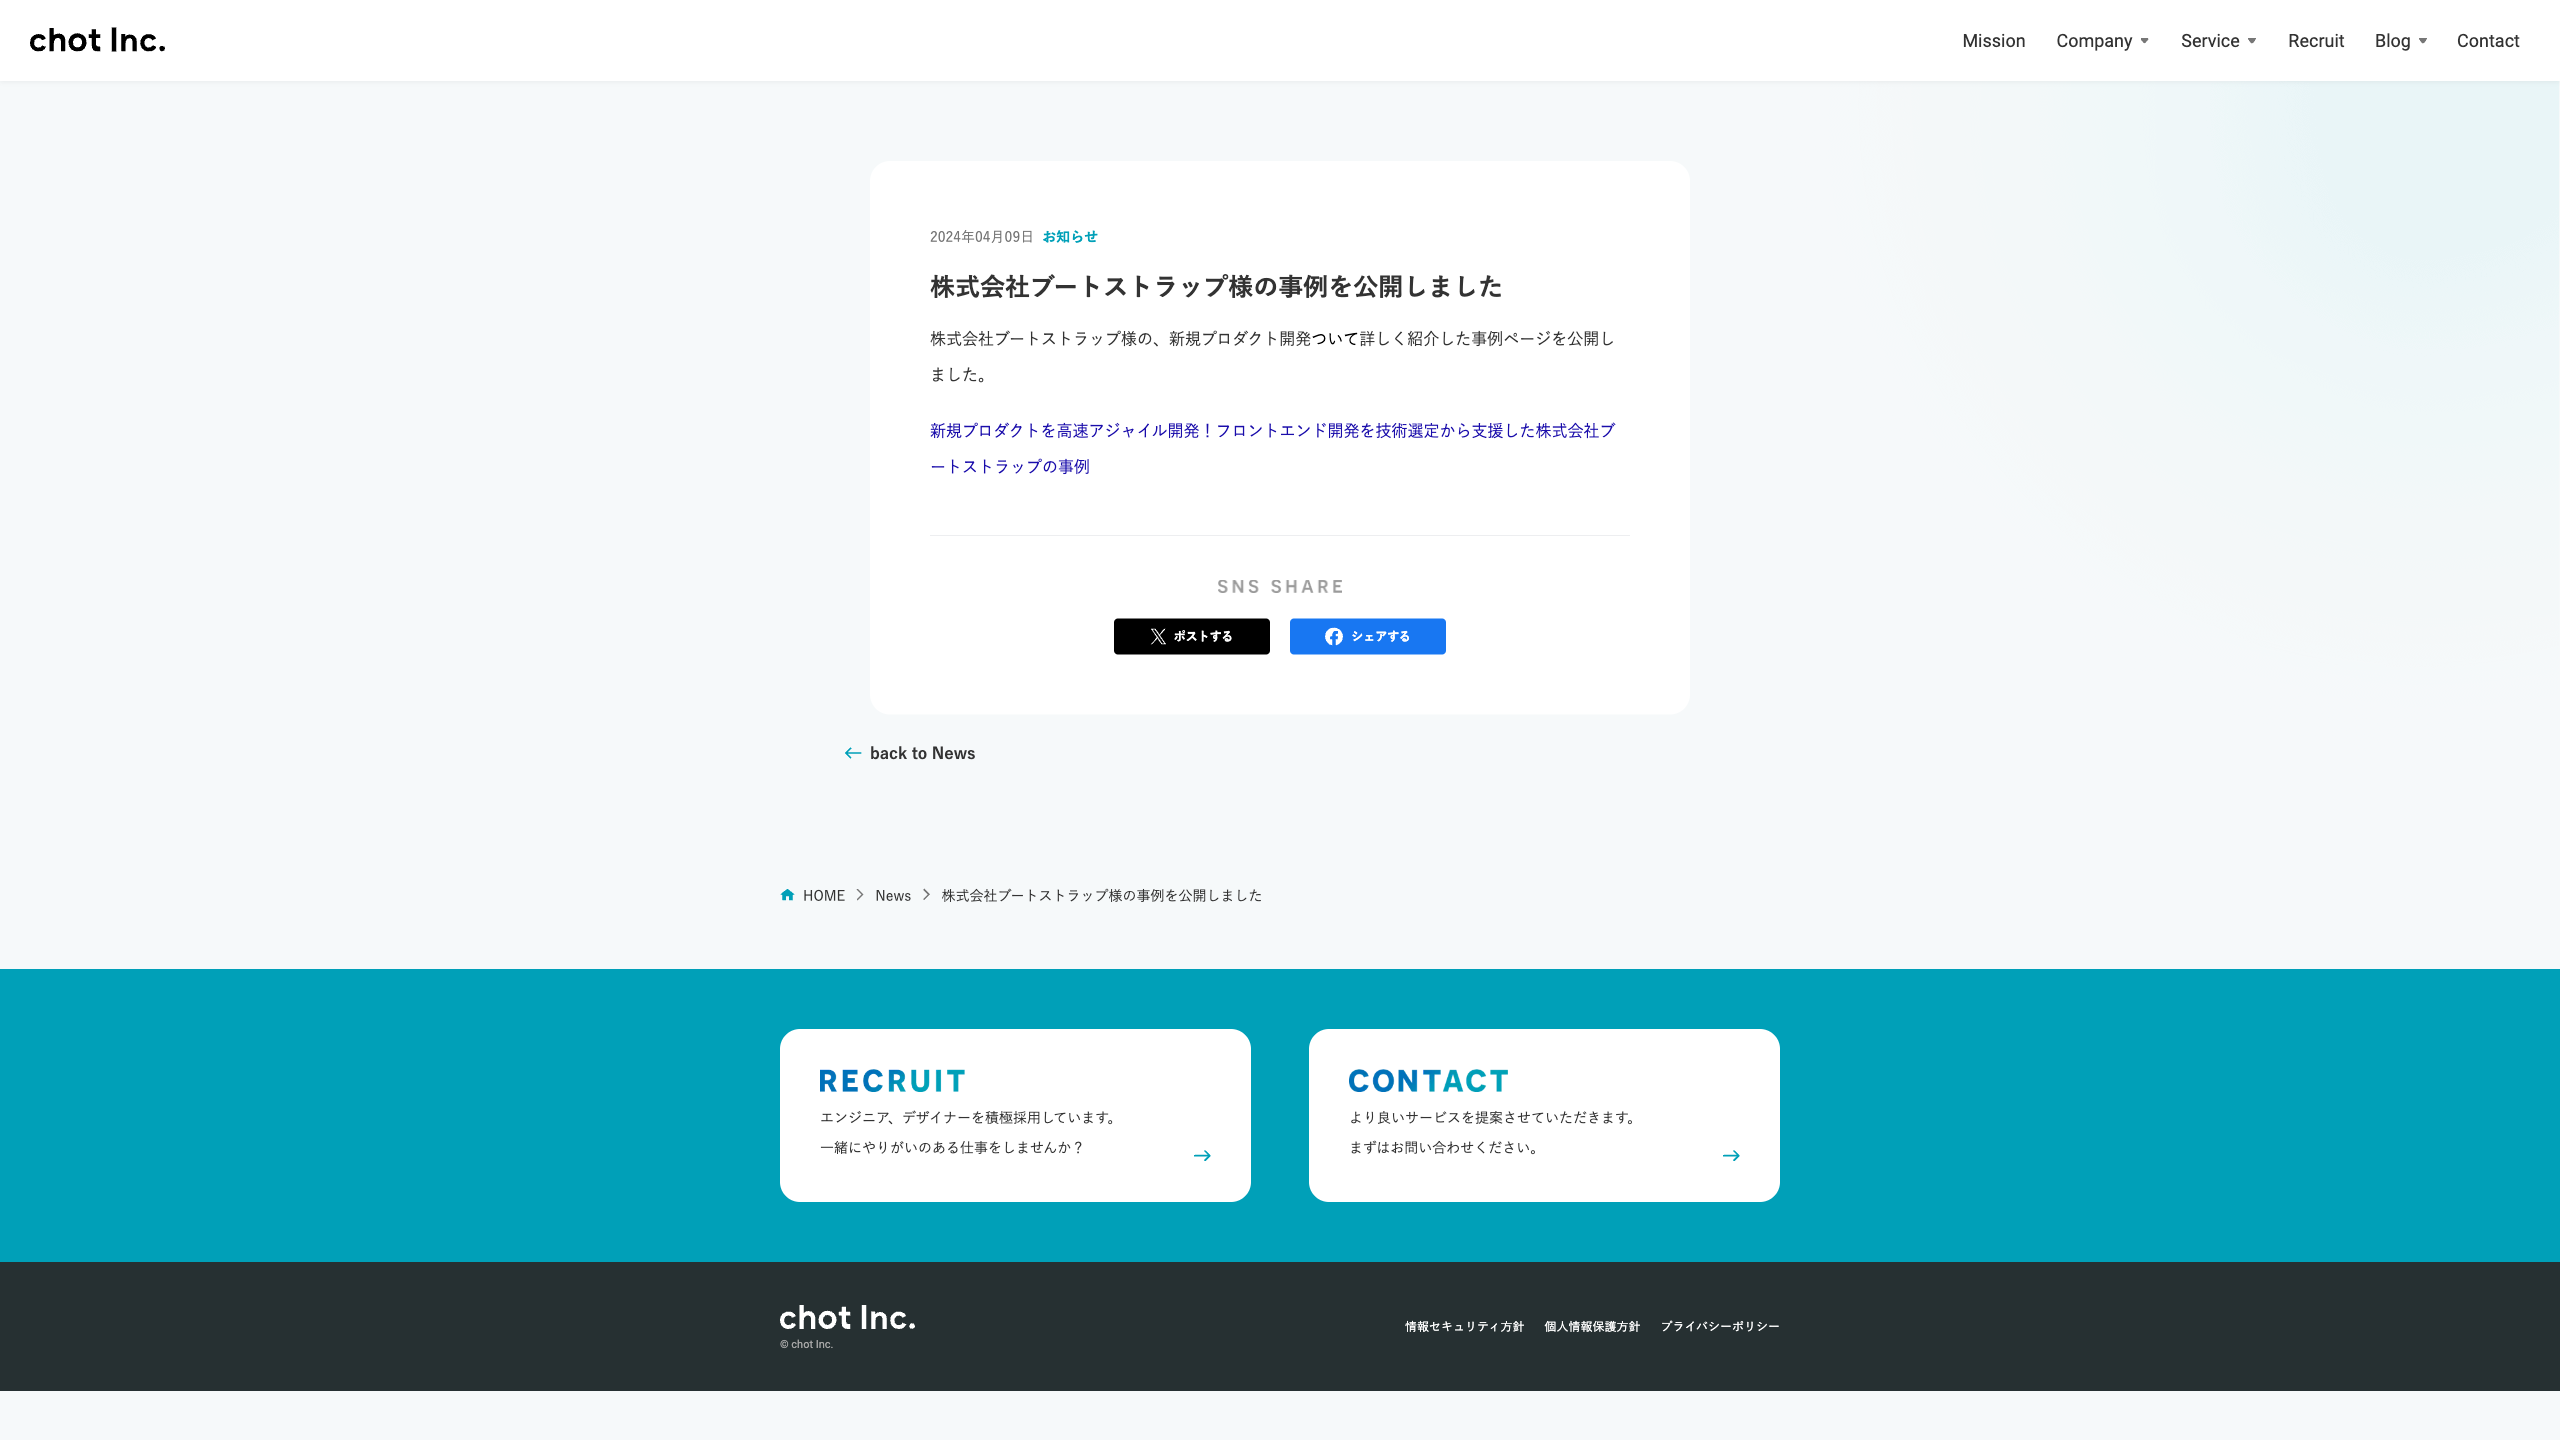 chot Inc.
Mission Company Service Recruit Blog Contact
2024年04月09日 お知らせ
株式会社ブートストラップ様の事例を公開しました
株式会社ブートストラップ様の、新規プロダクト開発ついて詳しく紹介した事例ページを公開し
ました。
新規プロダクトを高速アジャイル開発！フロントエンド開発を技術選定から支援した株式会社ブ
ートストラップの事例
SNS SHARE
ポストする シェアする
back to News
HOME News 株式会社ブートストラップ様の事例を公開しました
RECRUIT
エンジニア、デザイナーを積極採用しています。
一緒にやりがいのある仕事をしませんか？
CONTACT
より良いサービスを提案させていただきます。
まずはお問い合わせください。
chot Inc.
© chot Inc.
情報セキュリティ方針 個人情報保護方針 プライバシーポリシー